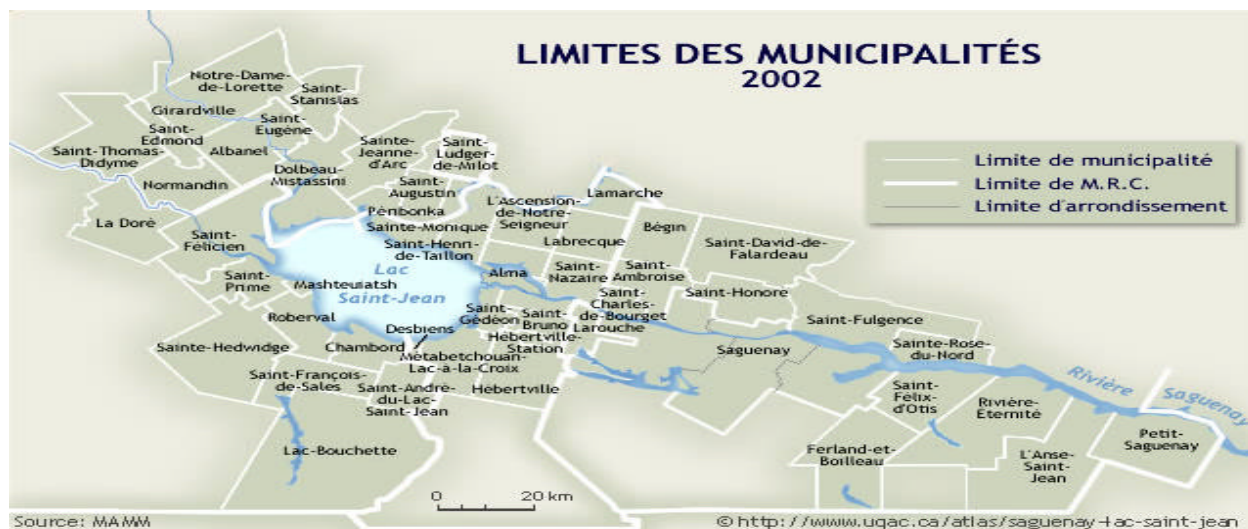 LIMITES DES MUNICIPALITÉS
2002
Limite de municipalité
Limite de M.R.C.
Limite d'arrondissement
Notre-Dame-
de-Lorette
Saint-
Stanislas
Girardville
Saint-
Eugène
Saint-
Edmond
Albanel
Saint-Thomas-
Didyme
Sainte-
Jeanne-
d'Arc
Saint-
Ludger-
de-Milot
Normandin
Dolbeau-
Mistassini
Saint-
Augustin
La Doré
Péribonka
L'Ascension-
de-Notre-
Seigneur
Lamarche
Sainte-Monique
Saint-
Félicien
Saint-Henri-
de-Taillon
Labrecque
Bégin
Saint-David-de-
Falardeau
Lac
Saint-Jean
Alma
Saint-
Nazaire
Saint-
Ambroise
Saint-
Prime
Mashteuiatsh
Saint-Honore
Saint-
Charles-
de-Bourget
Roberval
Saint-
Gédéon
Saint-
Bruno
Larouche
Saint-Fulgence
Desbiens
Hébertville-
Station
Sainte-Hedwidge
Chambord
Métabetchouan-
Lac-à-la-Croix
Saguenay
Sainte-Rose-
du-Nord
Saint-François-
de-Sales
Saint-André-
du-Lac-
Saint-Jean
Hébertville
Saint-
Félix-
d'Otis
Rivière-
Éternité
Rivière Saguenay
Lac-Bouchette
Ferland-et-
Boilleau
L'Anse-
Saint-
Jean
Petit-
Saguenay
0 20 km
Source: MAMM
©http://www.uqac.ca/atlas/saguenay-lac-saint-jean